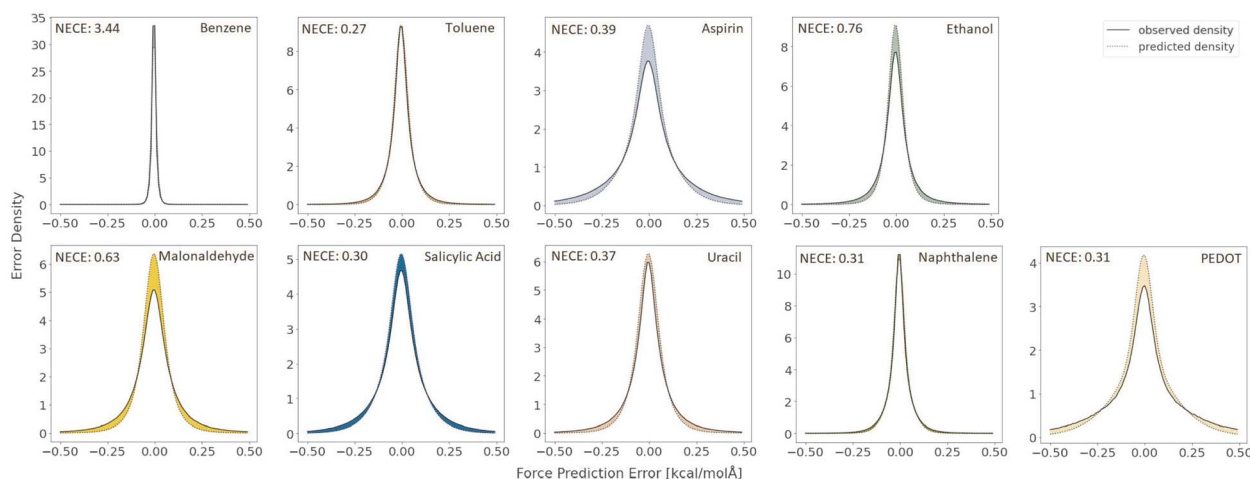 NECE: 3.44 Benzene
35
30
25
20
15
10
5
0
−0.50 −0.25 0.00 0.25 0.50
NECE: 0.27 Toluene
8
6
4
2
0
−0.50 −0.25 0.00 0.25 0.50
NECE: 0.39 Aspirin
4
3
2
1
0
−0.50 −0.25 0.00 0.25 0.50
NECE: 0.76 Ethanol
8
6
4
2
0
−0.50 −0.25 0.00 0.25 0.50
observed density
predicted density
Error Density
NECE: 0.63 Malonaldehyde
6
5
4
3
2
1
0
−0.50 −0.25 0.00 0.25 0.50
NECE: 0.30 Salicylic Acid
5
4
3
2
1
0
−0.50 −0.25 0.00 0.25 0.50
NECE: 0.37 Uracil
6
5
4
3
2
1
0
−0.50 −0.25 0.00 0.25 0.50
NECE: 0.31 Naphthalene
10
8
6
4
2
0
−0.50 −0.25 0.00 0.25 0.50
NECE: 0.31 PEDOT
4
3
2
1
0
−0.50 −0.25 0.00 0.25 0.50
Force Prediction Error [kcal/molÅ]